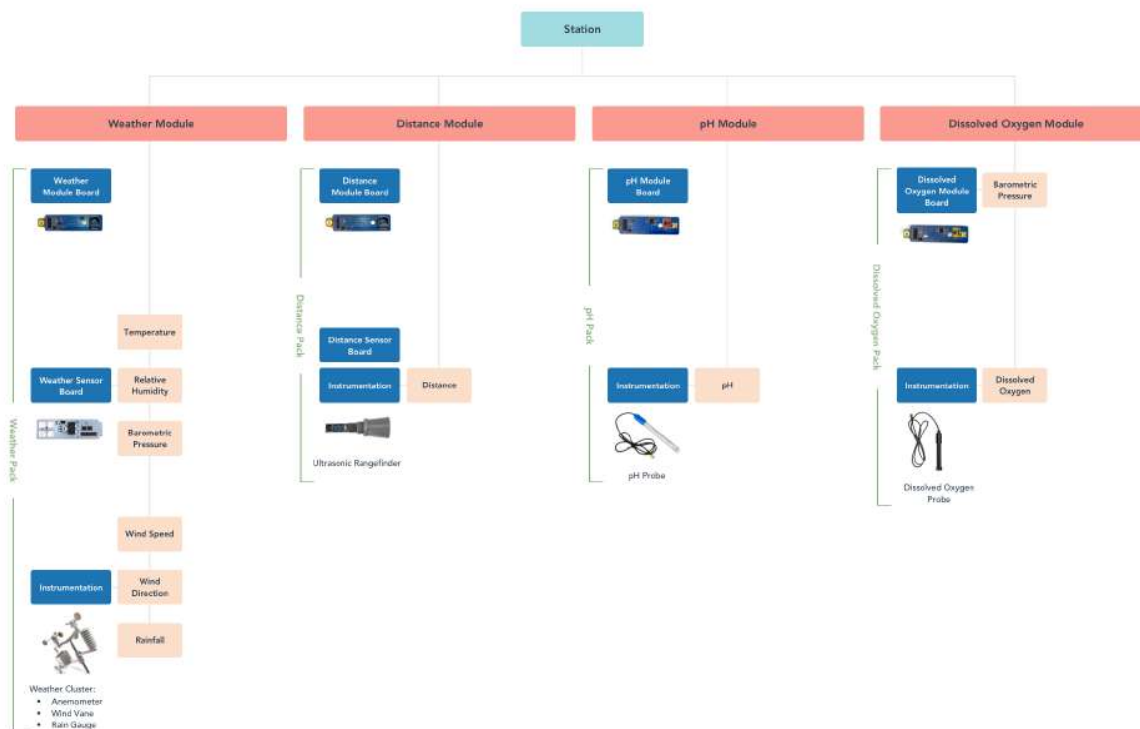 Station
Weather Module
Distance Module
pH Module
Dissolved Oxygen Module
Weather
Module Board
Temperature
Weather Sensor
Board
Relative
Humidity
Barometric
Pressure
Wind Speed
Instrumentation
Wind
Direction
Rainfall
Weather Cluster:
• Anemometer
• Wind Vane
• Rain Gauge
Weather Pack
Distance
Module Board
Distance Sensor
Board
Instrumentation
Distance
Ultrasonic Rangefinder
Distance Pack
pH Module
Board
Instrumentation
pH
pH Probe
pH Pack
Dissolved
Oxygen Module
Board
Barometric
Pressure
Instrumentation
Dissolved
Oxygen
Dissolved Oxygen
Probe
Dissolved Oxygen Pack